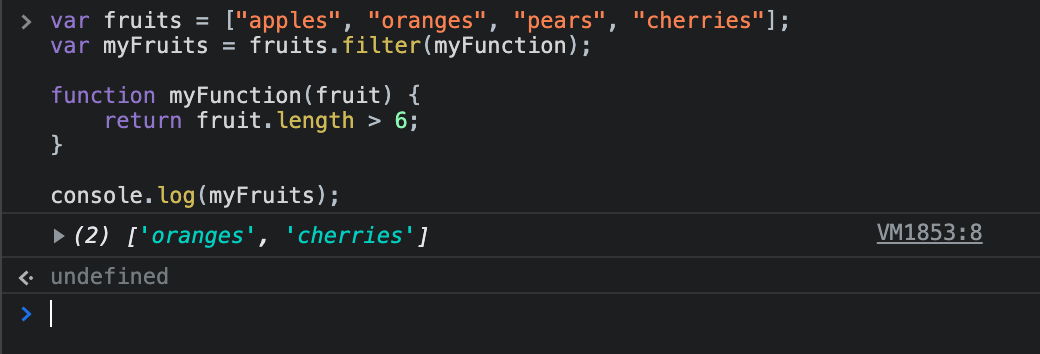 > var fruits = ["apples", "oranges", "pears", "cherries"];
var myFruits = fruits.filter(myFunction);
function myFunction(fruit) {
    return fruit.length > 6;
}
console.log(myFruits);
▶ (2) ['oranges', 'cherries'] VM1853:8
undefined
>